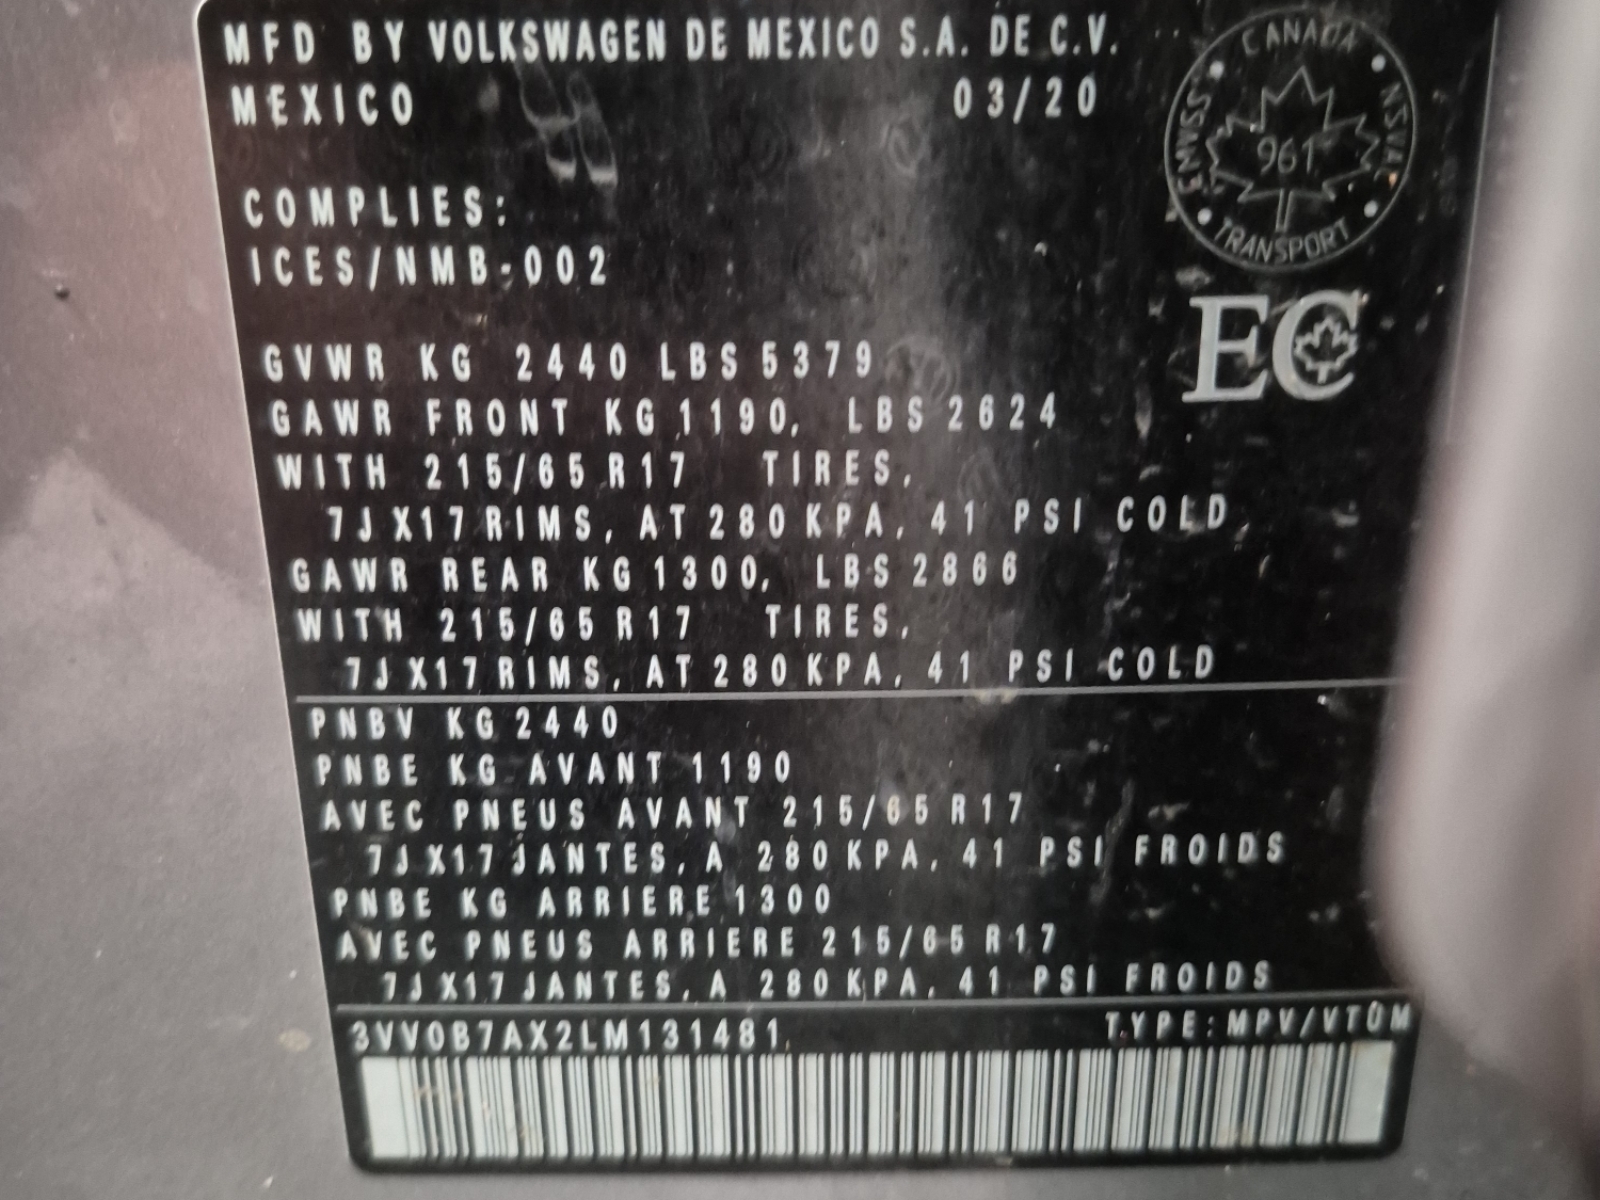 MFD BY VOLKSWAGEN DE MEXICO S.A. DE C.V.
MEXICO 03/20
CANADA
961
TRANSPORT
COMPLIES:
ICES/NMB-002
EC
GVWR KG 2440 LBS 5379
GAWR FRONT KG 1190, LBS 2624
WITH 215/65 R17 TIRES,
7J X17 RIMS, AT 280 KPA, 41 PSI COLD
GAWR REAR KG 1300, LBS 2866
WITH 215/65 R17 TIRES,
7J X17 RIMS, AT 280 KPA, 41 PSI COLD
PNBV KG 2440
PNBE KG AVANT 1190
AVEC PNEUS AVANT 215/65 R17
7J X17 JANTES, A 280 KPA, 41 PSI FROIDS
PNBE KG ARRIERE 1300
AVEC PNEUS ARRIERE 215/65 R17
7J X17 JANTES, A 280 KPA, 41 PSI FROIDS
3VV0B7AX2LM131481 TYPE: MPV/VTUM